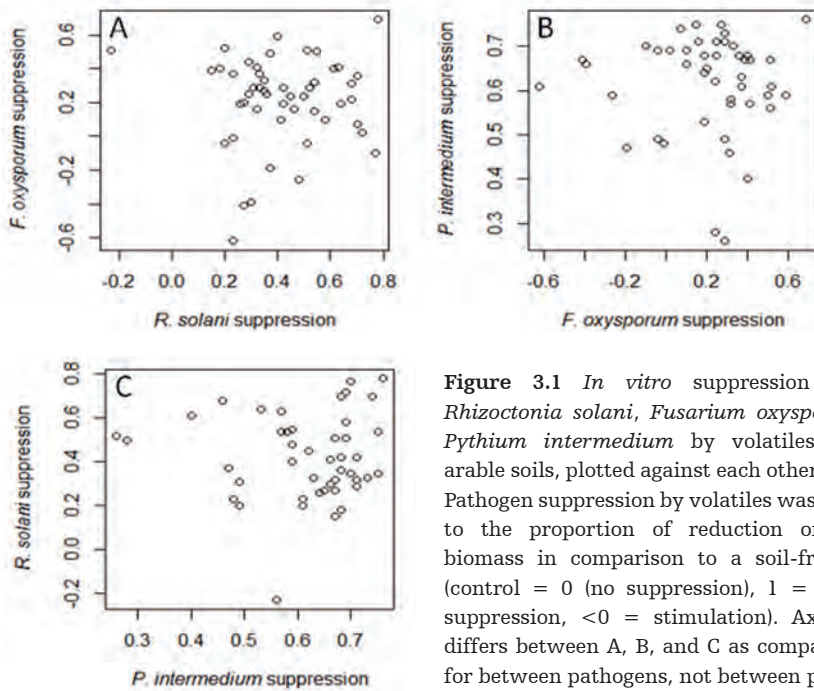 A
F. oxysporum suppression
0.6
0.2
-0.2
-0.6
-0.2 0.0 0.2 0.4 0.6 0.8
R. solani suppression
B
P. intermedium suppression
0.7
0.6
0.5
0.4
0.3
-0.6 -0.2 0.2 0.6
F. oxysporum suppression
C
R. solani suppression
0.8
0.6
0.4
0.2
0.0
-0.2
0.3 0.4 0.5 0.6 0.7
P. intermedium suppression
Figure 3.1 In vitro suppression
Rhizoctonia solani, Fusarium oxyspo
Pythium intermedium by volatiles
arable soils, plotted against each other
Pathogen suppression by volatiles was
to the proportion of reduction of
biomass in comparison to a soil-fr
(control = 0 (no suppression), 1 =
suppression, <0 = stimulation). Ax
differs between A, B, and C as compa
for between pathogens, not between p